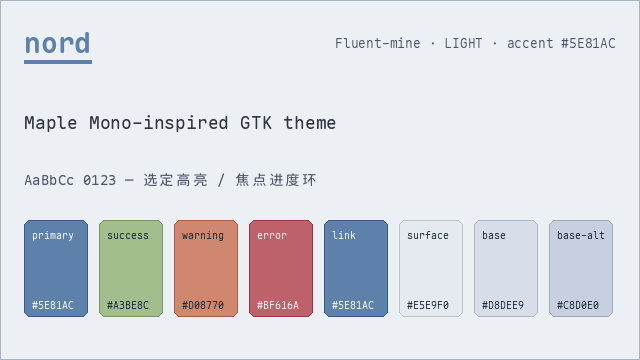 nord
Fluent-mine · LIGHT · accent #5E81AC
Maple Mono-inspired GTK theme
AaBbCc 0123 — 选定高亮 / 焦点进度环
primary success warning error link surface base base-alt
#5E81AC #A3BE8C #D08770 #BF616A #5E81AC #E5E9F0 #D8DEE9 #C8D0E0